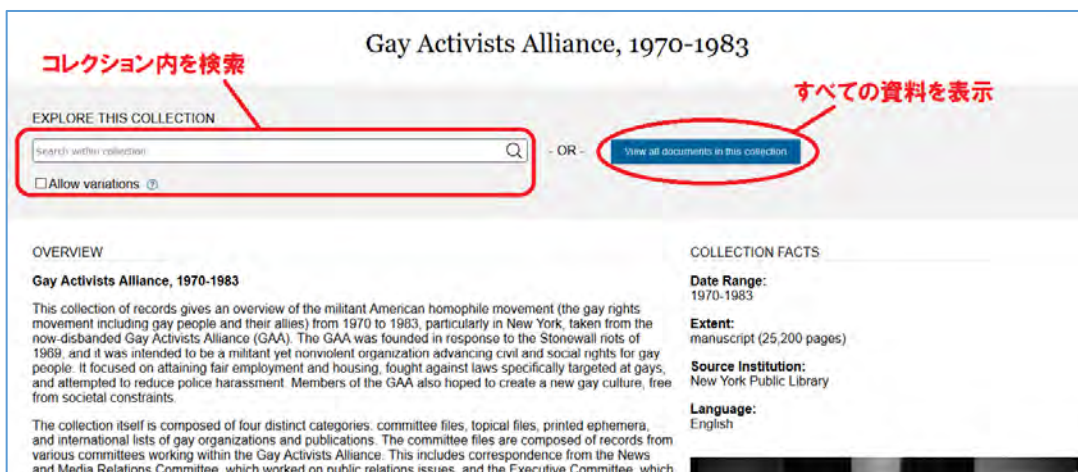 Gay Activists Alliance, 1970-1983
コレクション内を検索
すべての資料を表示
EXPLORE THIS COLLECTION
Search within collection
- OR -
View all documents in this collection
Allow variations ?
OVERVIEW
Gay Activists Alliance, 1970-1983
This collection of records gives an overview of the militant American homophile movement (the gay rights
movement including gay people and their allies) from 1970 to 1983, particularly in New York, taken from the
now-disbanded Gay Activists Alliance (GAA). The GAA was founded in response to the Stonewall riots of
1969, and it was intended to be a militant yet nonviolent organization advancing civil and social rights for gay
people. It focused on attaining fair employment and housing, fought against laws specifically targeted at gays,
and attempted to reduce police harassment. Members of the GAA also hoped to create a new gay culture, free
from societal constraints.
The collection itself is composed of four distinct categories: committee files, topical files, printed ephemera,
and international lists of gay organizations and publications. The committee files are composed of records from
various committees working within the Gay Activists Alliance. This includes correspondence from the News
and Media Relations Committee, which worked on public relations issues, and the Executive Committee, which
COLLECTION FACTS
Date Range:
1970-1983
Extent:
manuscript (25,200 pages)
Source Institution:
New York Public Library
Language:
English